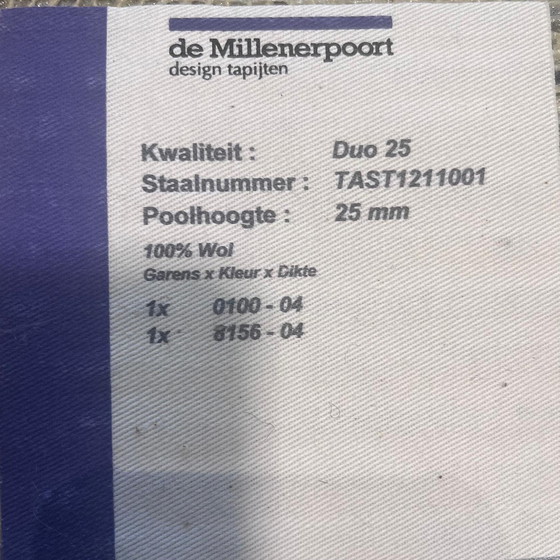 de Millenerpoort
design tapijten
Kwaliteit : Duo 25
Staalnummer : TAST1211001
Poolhoogte : 25 mm
100% Wol
Garens x Kleur x Dikte
1x 0100 - 04
1x 8156 - 04